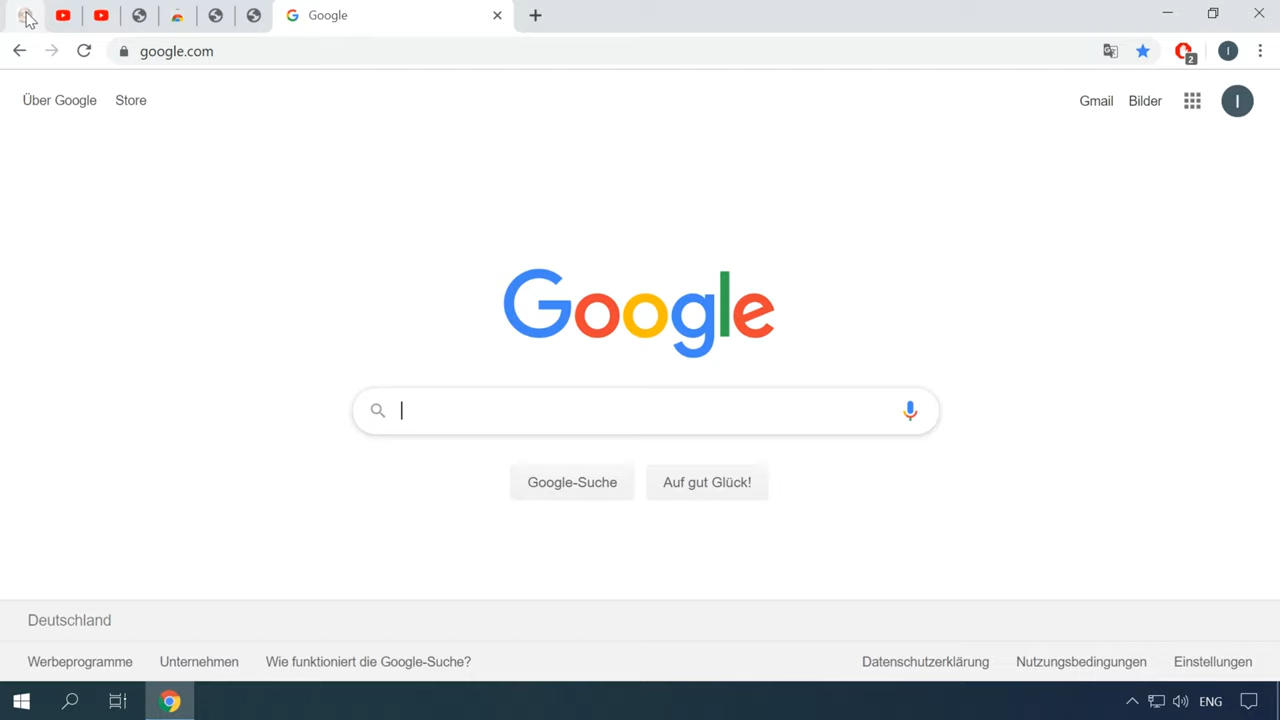 Google
google.com
2
I
Über Google
Store
Gmail
Bilder
I
Google
Google-Suche
Auf gut Glück!
Deutschland
Werbeprogramme
Unternehmen
Wie funktioniert die Google-Suche?
Datenschutzerklärung
Nutzungsbedingungen
Einstellungen
ENG